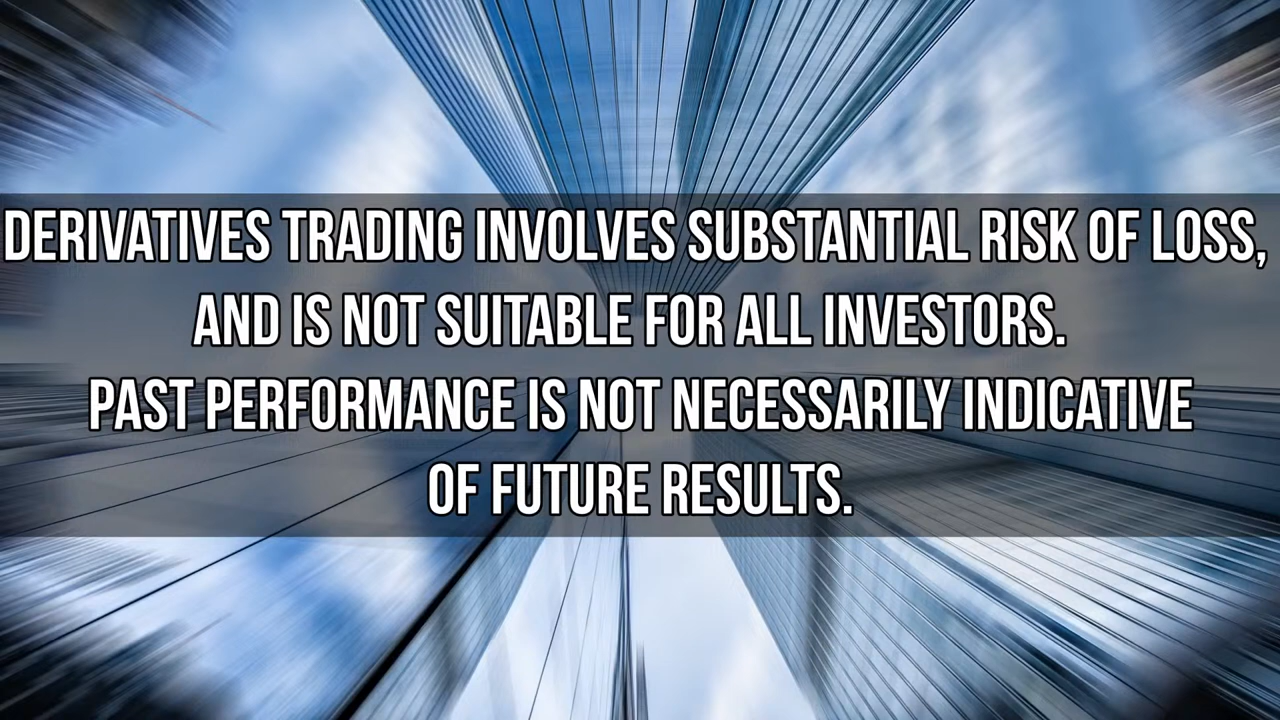 DERIVATIVES TRADING INVOLVES SUBSTANTIAL RISK OF LOSS,
AND IS NOT SUITABLE FOR ALL INVESTORS.
PAST PERFORMANCE IS NOT NECESSARILY INDICATIVE
OF FUTURE RESULTS.